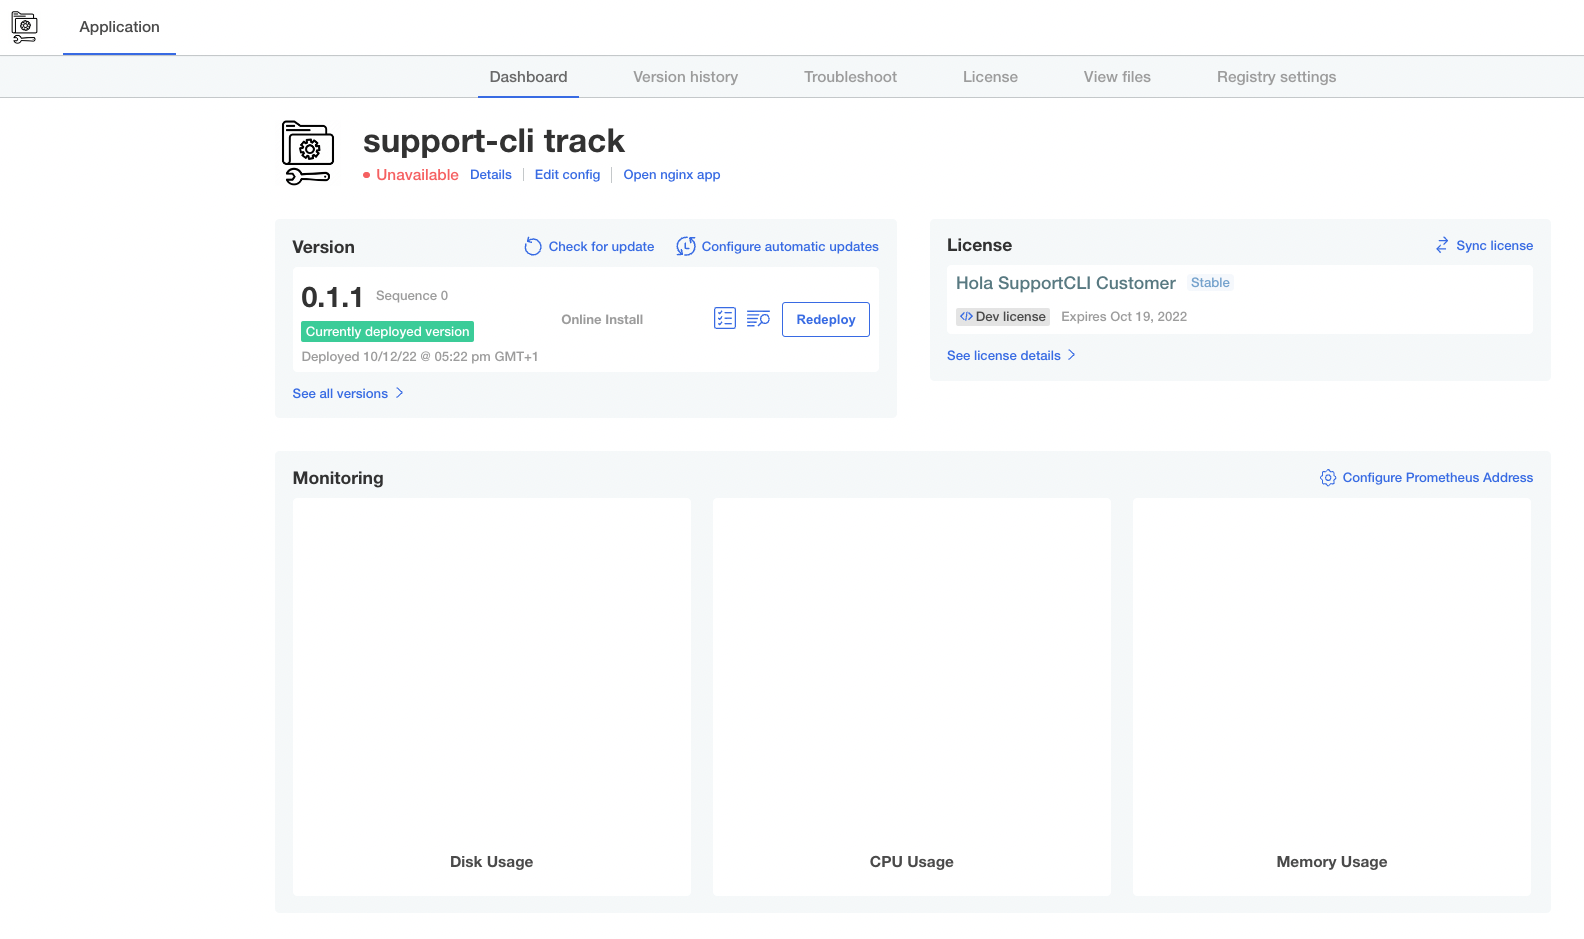 Application
Dashboard Version history Troubleshoot License View files Registry settings
support-cli track
Unavailable Details Edit config Open nginx app
Version Check for update Configure automatic updates
0.1.1 Sequence 0
Currently deployed version
Deployed 10/12/22 @ 05:22 pm GMT+1
Online Install
Redeploy
See all versions
License Sync license
Hola SupportCLI Customer Stable
Dev license Expires Oct 19, 2022
See license details
Monitoring Configure Prometheus Address
Disk Usage CPU Usage Memory Usage